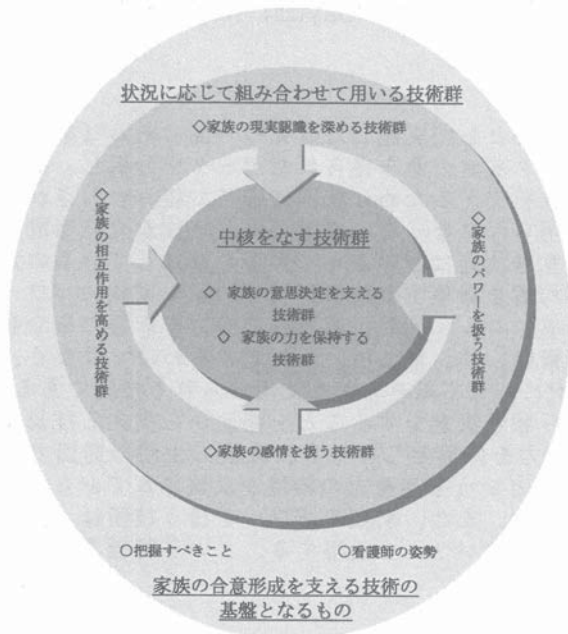 状況に応じて組み合わせて用いる技術群
◇家族の現実認識を深める技術群
◇家族の相互作用を高める技術群
中核をなす技術群
◇ 家族の意思決定を支える
技術群
◇ 家族の力を保持する
技術群
◇家族のパワーを扱う技術群
◇家族の感情を扱う技術群
○把握すべきこと
○看護師の姿勢
家族の合意形成を支える技術の
基盤となるもの